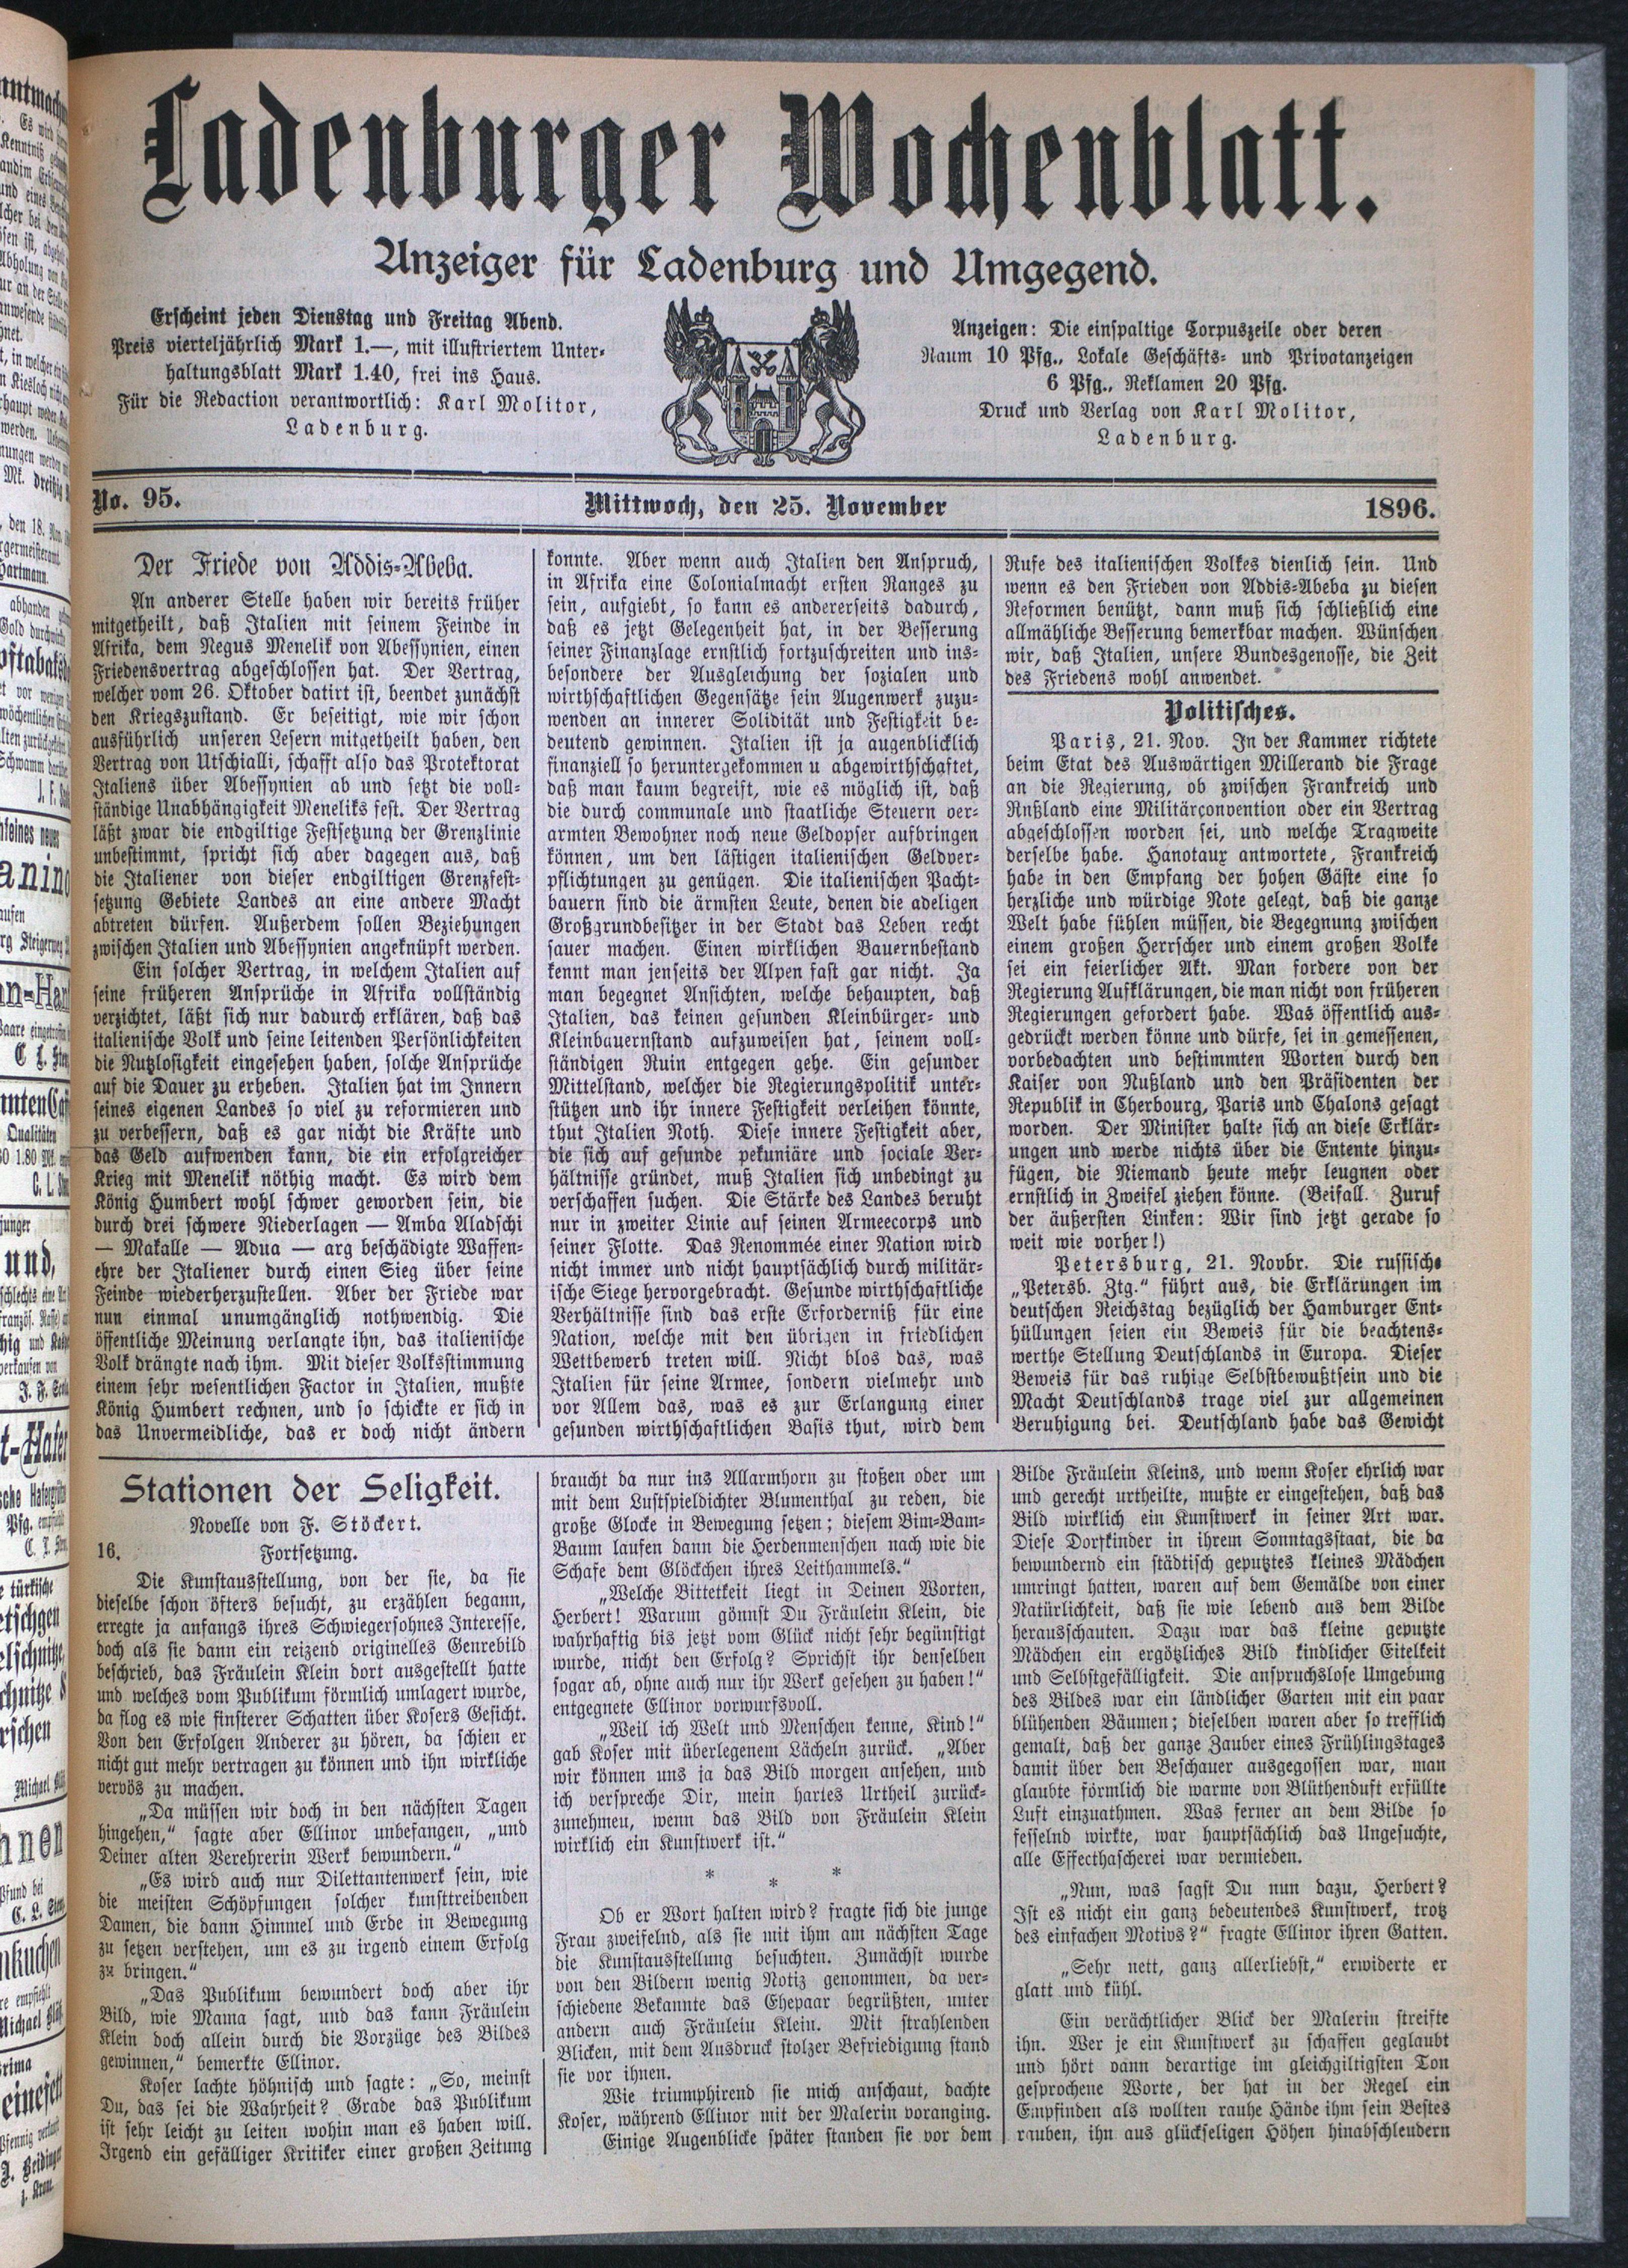 Ladenburger Wochenblatt.
Anzeiger für Ladenburg und Umgegend.
Erscheint jeden Dienstag und Freitag Abend.
Preis vierteljährlich Mark 1.—, mit illustriertem Unter-
haltungsblatt Mark 1.40, frei ins Haus.
Für die Redaction verantwortlich: Karl Molitor,
Ladenburg.
Anzeigen: Die einspaltige Corpuszeile oder deren
Raum 10 Pfg., Lokale Geschäfts- und Privatanzeigen
6 Pfg., Reklamen 20 Pfg.
Druck und Verlag von Karl Molitor,
Ladenburg.
No. 95.
Mittwoch, den 25. November
1896.
Der Friede von Addis-Abeba.
An anderer Stelle haben wir bereits früher
mitgetheilt, daß Italien mit seinem Feinde in
Afrika, dem Negus Menelik von Abessynien, einen
Friedensvertrag abgeschlossen hat. Der Vertrag,
welcher vom 26. Oktober datirt ist, beendet zunächst
den Kriegszustand. Er beseitigt, wie wir schon
ausführlich unseren Lesern mitgetheilt haben, den
Vertrag von Utschialli, schafft also das Protektorat
Italiens über Abessynien ab und setzt die voll-
ständige Unabhängigkeit Meneliks fest. Der Vertrag
läßt zwar die endgiltige Festsetzung der Grenzlinie
unbestimmt, spricht sich aber dagegen aus, daß
die Italiener von dieser endgiltigen Grenzfest-
setzung Gebiete Landes an eine andere Macht
abtreten dürfen. Außerdem sollen Beziehungen
zwischen Italien und Abessynien angeknüpft werden.
Ein solcher Vertrag, in welchem Italien auf
seine früheren Ansprüche in Afrika vollständig
verzichtet, läßt sich nur dadurch erklären, daß das
italienische Volk und seine leitenden Persönlichkeiten
die Nutzlosigkeit eingesehen haben, solche Ansprüche
auf die Dauer zu erheben. Italien hat im Innern
seines eigenen Landes so viel zu reformieren und
zu verbessern, daß es gar nicht die Kräfte und
das Geld aufwenden kann, die ein erfolgreicher
Krieg mit Menelik nöthig macht. Es wird dem
König Humbert wohl schwer geworden sein, die
durch drei schwere Niederlagen — Amba Aladschi
— Makalle — Adua — arg beschädigte Waffen-
ehre der Italiener durch einen Sieg über seine
Feinde wiederherzustellen. Aber der Friede war
nun einmal unumgänglich nothwendig. Die
öffentliche Meinung verlangte ihn, das italienische
Volk drängte nach ihm. Mit dieser Volksstimmung
einem sehr wesentlichen Factor in Italien, mußte
König Humbert rechnen, und so schickte er sich in
das Unvermeidliche, das er doch nicht ändern
konnte. Aber wenn auch Italien den Anspruch,
in Afrika eine Colonialmacht ersten Ranges zu
sein, aufgiebt, so kann es andererseits dadurch,
daß es jetzt Gelegenheit hat, in der Besserung
seiner Finanzlage ernstlich fortzuschreiten und ins-
besondere der Ausgleichung der sozialen und
wirthschaftlichen Gegensätze sein Augenwerk zuzu-
wenden an innerer Solidität und Festigkeit be-
deutend gewinnen. Italien ist ja augenblicklich
finanziell so heruntergekommen u abgewirthschaftet,
daß man kaum begreift, wie es möglich ist, daß
die durch communale und staatliche Steuern ver-
armten Bewohner noch neue Geldopfer aufbringen
können, um den lästigen italienischen Geldver-
pflichtungen zu genügen. Die italienischen Pacht-
bauern sind die ärmsten Leute, denen die adeligen
Großgrundbesitzer in der Stadt das Leben recht
sauer machen. Einen wirklichen Bauernbestand
kennt man jenseits der Alpen fast gar nicht. Ja
man begegnet Ansichten, welche behaupten, daß
Italien, das keinen gesunden Kleinbürger- und
Kleinbauernstand aufzuweisen hat, seinem voll-
ständigen Ruin entgegen gehe. Ein gesunder
Mittelstand, welcher die Regierungspolitik unter-
stützen und ihr innere Festigkeit verleihen könnte,
thut Italien Noth. Diese innere Festigkeit aber,
die sich auf gesunde pekuniäre und sociale Ver-
hältnisse gründet, muß Italien sich unbedingt zu
verschaffen suchen. Die Stärke des Landes beruht
nur in zweiter Linie auf seinen Armeecorps und
seiner Flotte. Das Renommée einer Nation wird
nicht immer und nicht hauptsächlich durch militär-
ische Siege hervorgebracht. Gesunde wirthschaftliche
Verhältnisse sind das erste Erforderniß für eine
Nation, welche mit den übrigen in friedlichen
Wettbewerb treten will. Nicht blos das, was
Italien für seine Armee, sondern vielmehr und
vor Allem das, was es zur Erlangung einer
gesunden wirthschaftlichen Basis thut, wird dem
Rufe des italienischen Volkes dienlich sein. Und
wenn es den Frieden von Addis-Abeba zu diesen
Reformen benützt, dann muß sich schließlich eine
allmähliche Besserung bemerkbar machen. Wünschen
wir, daß Italien, unsere Bundesgenosse, die Zeit
des Friedens wohl anwendet.
Politisches.
Paris, 21. Nov. In der Kammer richtete
beim Etat des Auswärtigen Millerand die Frage
an die Regierung, ob zwischen Frankreich und
Rußland eine Militärconvention oder ein Vertrag
abgeschlossen worden sei, und welche Tragweite
derselbe habe. Hanotaux antwortete, Frankreich
habe in den Empfang der hohen Gäste eine so
herzliche und würdige Note gelegt, daß die ganze
Welt habe fühlen müssen, die Begegnung zwischen
einem großen Herrscher und einem großen Volke
sei ein feierlicher Akt. Man fordere von der
Regierung Aufklärungen, die man nicht von früheren
Regierungen gefordert habe. Was öffentlich aus-
gedrückt werden könne und dürfe, sei in gemessenen,
vorbedachten und bestimmten Worten durch den
Kaiser von Rußland und den Präsidenten der
Republik in Cherbourg, Paris und Chalons gesagt
worden. Der Minister halte sich an diese Erklär-
ungen und werde nichts über die Entente hinzu-
fügen, die Niemand heute mehr leugnen oder
ernstlich in Zweifel ziehen könne. (Beifall. Zuruf
der äußersten Linken: Wir sind jetzt gerade so
weit wie vorher!)
Petersburg, 21. Novbr. Die russische
„Petersb. Ztg.“ führt aus, die Erklärungen im
deutschen Reichstag bezüglich der Hamburger Ent-
hüllungen seien ein Beweis für die beachtens-
werthe Stellung Deutschlands in Europa. Dieser
Beweis für das ruhige Selbstbewußtsein und die
Macht Deutschlands trage viel zur allgemeinen
Beruhigung bei. Deutschland habe das Gewicht
Stationen der Seligkeit.
Novelle von F. Stöckert.
16. Fortsetzung.
Die Kunstausstellung, von der sie, da sie
dieselbe schon öfters besucht, zu erzählen begann,
erregte ja anfangs ihres Schwiegersohnes Interesse,
doch als sie dann ein reizend originelles Genrebild
beschrieb, das Fräulein Klein dort ausgestellt hatte
und welches vom Publikum förmlich umlagert wurde,
da flog es wie finsterer Schatten über Kosers Gesicht.
Von den Erfolgen Anderer zu hören, da schien er
nicht gut mehr vertragen zu können und ihn wirkliche
vervös zu machen.
„Da müssen wir doch in den nächsten Tagen
hingehen,“ sagte aber Ellinor unbefangen, „und
Deiner alten Verehrerin Werk bewundern.“
„Es wird auch nur Dilettantenwerk sein, wie
die meisten Schöpfungen solcher kunsttreibenden
Damen, die dann Himmel und Erde in Bewegung
zu setzen verstehen, um es zu irgend einem Erfolg
zu bringen.“
„Das Publikum bewundert doch aber ihr
Bild, wie Mama sagt, und das kann Fräulein
Klein doch allein durch die Vorzüge des Bildes
gewinnen,“ bemerkte Ellinor.
Koser lachte höhnisch und sagte: „So, meinst
Du, das sei die Wahrheit? Grade das Publikum
ist sehr leicht zu leiten wohin man es haben will.
Irgend ein gefälliger Kritiker einer großen Zeitung
braucht da nur ins Allarmhorn zu stoßen oder um
mit dem Lustspieldichter Blumenthal zu reden, die
große Glocke in Bewegung setzen; diesem Bim-Bam-
Baum laufen dann die Herdenmenschen nach wie die
Schafe dem Glöckchen ihres Leithammels.“
„Welche Bittetkeit liegt in Deinen Worten,
Herbert! Warum gönnst Du Fräulein Klein, die
wahrhaftig bis jetzt vom Glück nicht sehr begünstigt
wurde, nicht den Erfolg? Sprichst ihr denselben
sogar ab, ohne auch nur ihr Werk gesehen zu haben!“
entgegnete Ellinor vorwurfsvoll.
„Weil ich Welt und Menschen kenne, Kind!“
gab Koser mit überlegenem Lächeln zurück. „Aber
wir können uns ja das Bild morgen ansehen, und
ich verspreche Dir, mein hartes Urtheil zurück-
zunehmen, wenn das Bild von Fräulein Klein
wirklich ein Kunstwerk ist.“
* * *
Ob er Wort halten wird? fragte sich die junge
Frau zweifelnd, als sie mit ihm am nächsten Tage
die Kunstausstellung besuchten. Zunächst wurde
von den Bildern wenig Notiz genommen, da ver-
schiedene Bekannte das Ehepaar begrüßten, unter
andern auch Fräulein Klein. Mit strahlenden
Blicken, mit dem Ausdruck stolzer Befriedigung stand
sie vor ihnen.
Wie triumphirend sie mich anschaut, dachte
Koser, während Ellinor mit der Malerin voranging.
Einige Augenblicke später standen sie vor dem
Bilde Fräulein Kleins, und wenn Koser ehrlich war
und gerecht urtheilte, mußte er eingestehen, daß das
Bild wirklich ein Kunstwerk in seiner Art war.
Diese Dorfkinder in ihrem Sonntagsstaat, die da
bewundernd ein städtisch geputztes kleines Mädchen
umringt hatten, waren auf dem Gemälde von einer
Natürlichkeit, daß sie wie lebend aus dem Bilde
herausschauten. Dazu war das kleine geputzte
Mädchen ein ergötzliches Bild kindlicher Eitelkeit
und Selbstgefälligkeit. Die anspruchslose Umgebung
des Bildes war ein ländlicher Garten mit ein paar
blühenden Bäumen; dieselben waren aber so trefflich
gemalt, daß der ganze Zauber eines Frühlingstages
damit über den Beschauer ausgegossen war, man
glaubte förmlich die warme von Blüthenduft erfüllte
Luft einzuathmen. Was ferner an dem Bilde so
fesselnd wirkte, war hauptsächlich das Ungesuchte,
alle Effecthascherei war vermieden.
„Nun, was sagst Du nun dazu, Herbert?
Ist es nicht ein ganz bedeutendes Kunstwerk, trotz
des einfachen Motivs?“ fragte Ellinor ihren Gatten.
„Sehr nett, ganz allerliebst,“ erwiderte er
glatt und kühl.
Ein verächtlicher Blick der Malerin streifte
ihn. Wer je ein Kunstwerk zu schaffen geglaubt
und hört dann derartige im gleichgiltigsten Ton
gesprochene Worte, der hat in der Regel ein
Empfinden als wollten rauhe Hände ihm sein Bestes
rauben, ihn aus glückseligen Höhen hinabschleudern